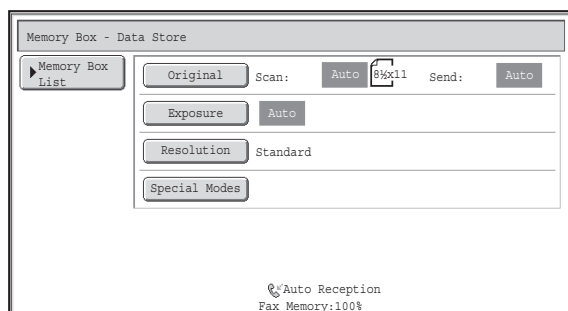 Memory Box - Data Store
Memory Box
List
Original Scan: Auto 8½x11 Send: Auto
Exposure Auto
Resolution Standard
Special Modes
Auto Reception
Fax Memory:100%